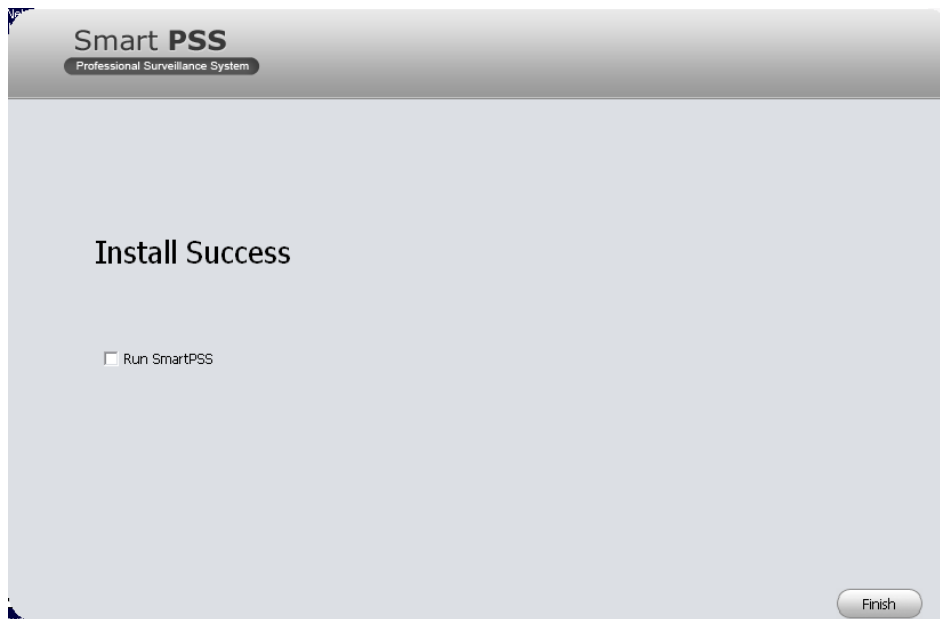 Smart PSS
Professional Surveillance System
Install Success
Run SmartPSS
Finish